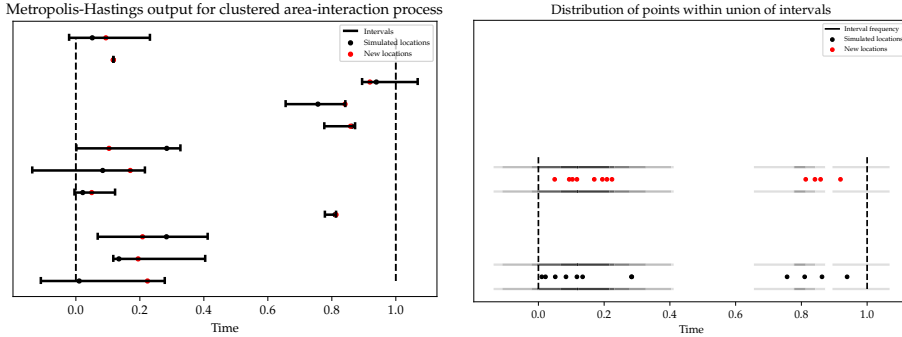 Metropolis-Hastings output for clustered area-interaction process
Intervals
Simulated locations
New locations
0.0 0.2 0.4 0.6 0.8 1.0
Time
Distribution of points within union of intervals
Interval frequency
Simulated locations
New locations
0.0 0.2 0.4 0.6 0.8 1.0
Time